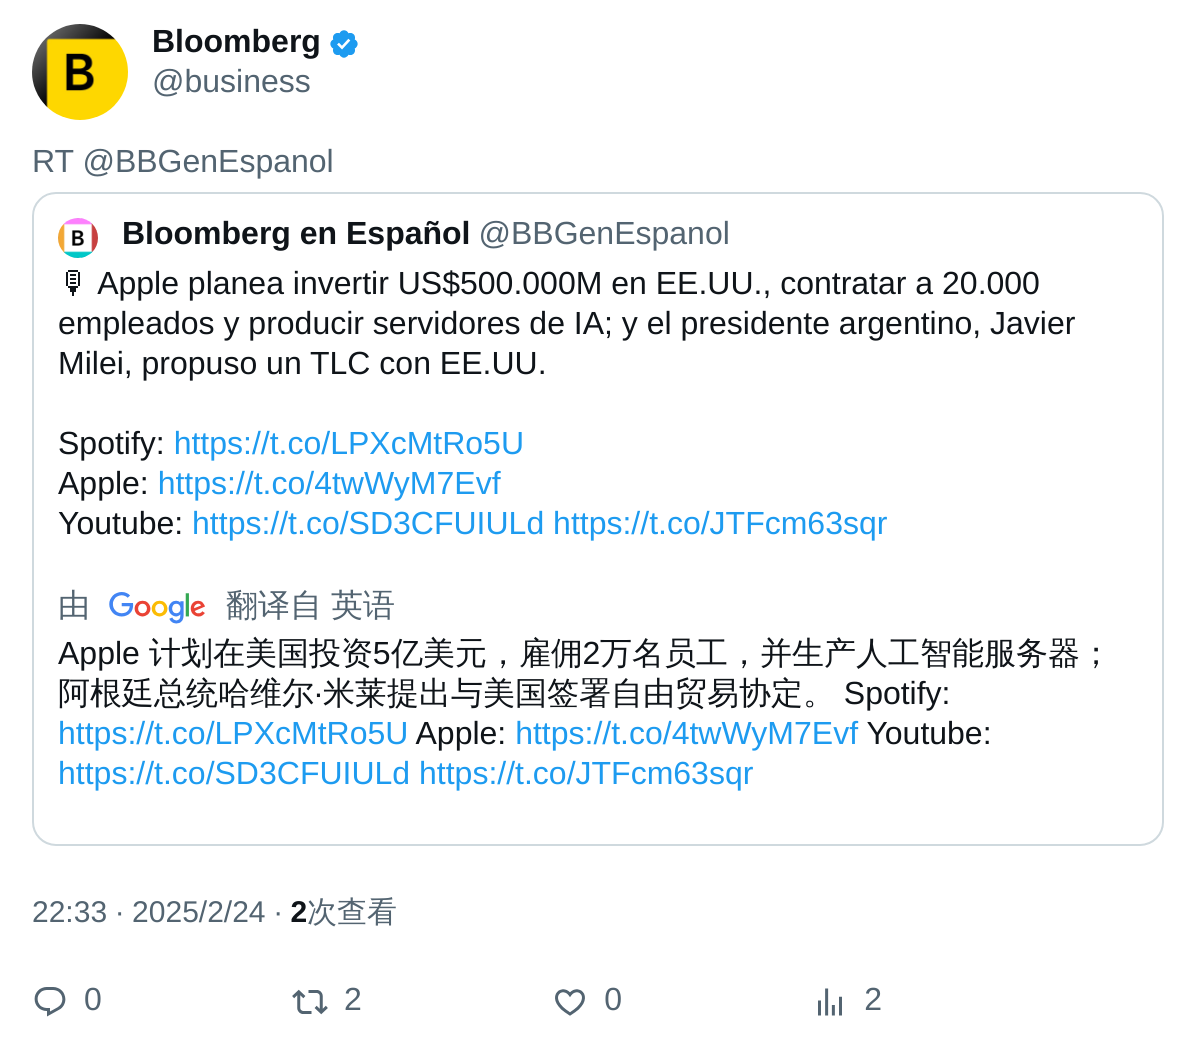 B
Bloomberg
@business
RT @BBGenEspanol
B
Bloomberg en Español @BBGenEspanol
🎙 Apple planea invertir US$500.000M en EE.UU., contratar a 20.000
empleados y producir servidores de IA; y el presidente argentino, Javier
Milei, propuso un TLC con EE.UU.
Spotify: https://t.co/LPXcMtRo5U
Apple: https://t.co/4twWyM7Evf
Youtube: https://t.co/SD3CFUIULd https://t.co/JTFcm63sqr
由 Google 翻译自 英语
Apple 计划在美国投资5亿美元，雇佣2万名员工，并生产人工智能服务器；
阿根廷总统哈维尔·米莱提出与美国签署自由贸易协定。 Spotify:
https://t.co/LPXcMtRo5U Apple: https://t.co/4twWyM7Evf Youtube:
https://t.co/SD3CFUIULd https://t.co/JTFcm63sqr
22:33 · 2025/2/24 · 2次查看
0 2 0 2